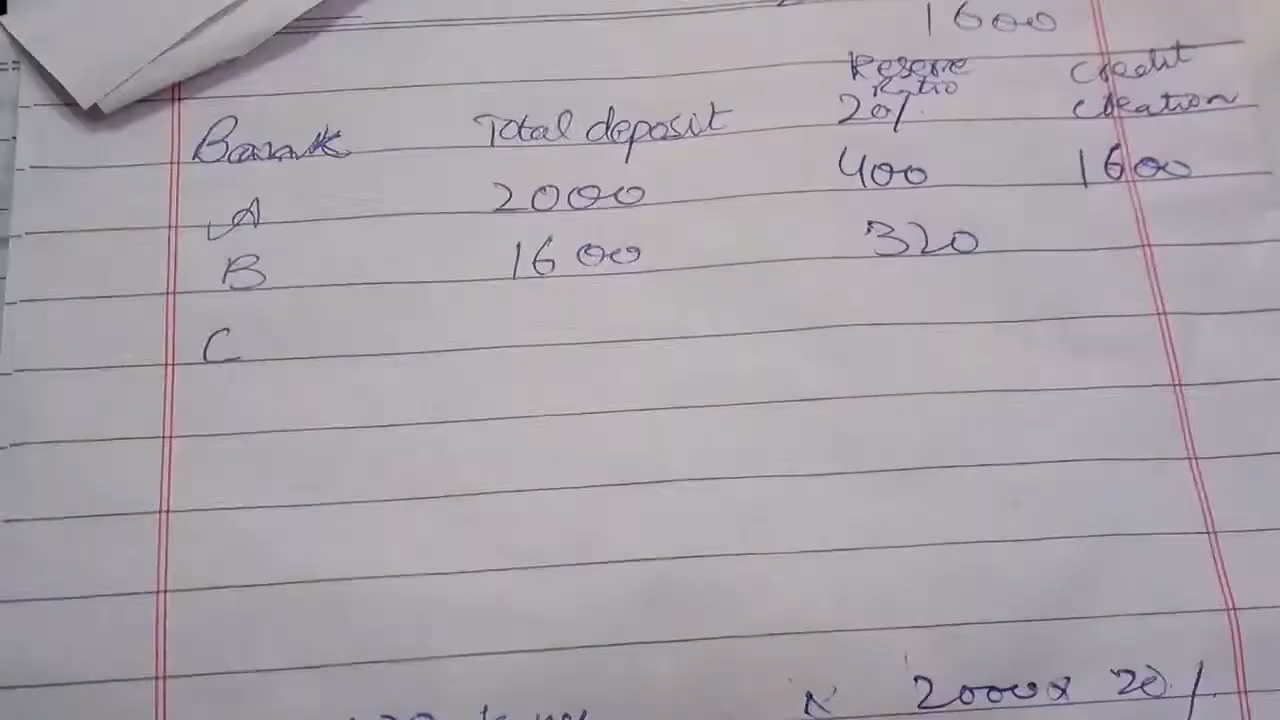 1600
Bank Total deposit Reserve Ratio 20% Credit creation
A 2000 400 1600
B 1600 320
C
2000 x 20%